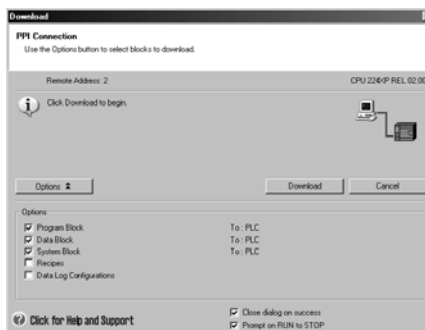 Download
PPI Connection
Use the Options button to select blocks to download.
Remote Address: 2 CPU 224XP REL 02.00
Click Download to begin.
Options Download Cancel
Options
Program Block To: PLC
Data Block To: PLC
System Block To: PLC
Recipes
Data Log Configurations
Click for Help and Support
Close dialog on success
Prompt on RUN to STOP